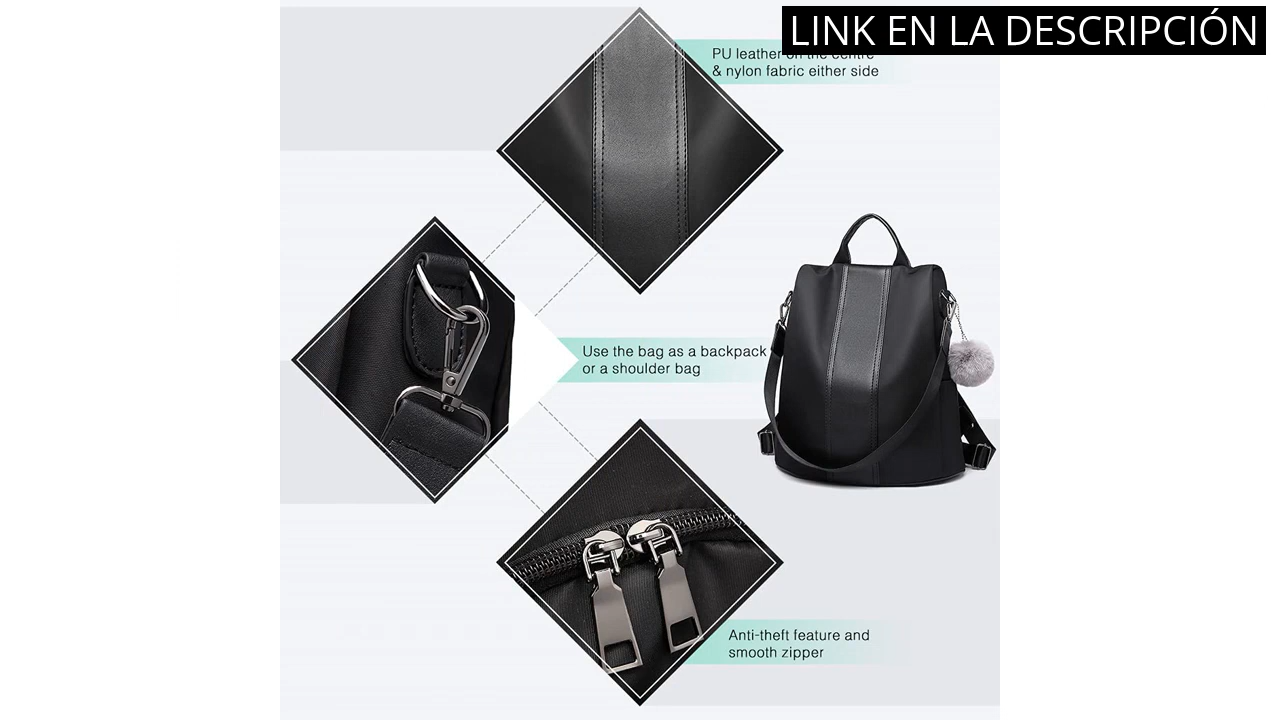 LINK EN LA DESCRIPCIÓN
PU leather on the centre
& nylon fabric either side
Use the bag as a backpack
or a shoulder bag
Anti-theft feature and
smooth zipper